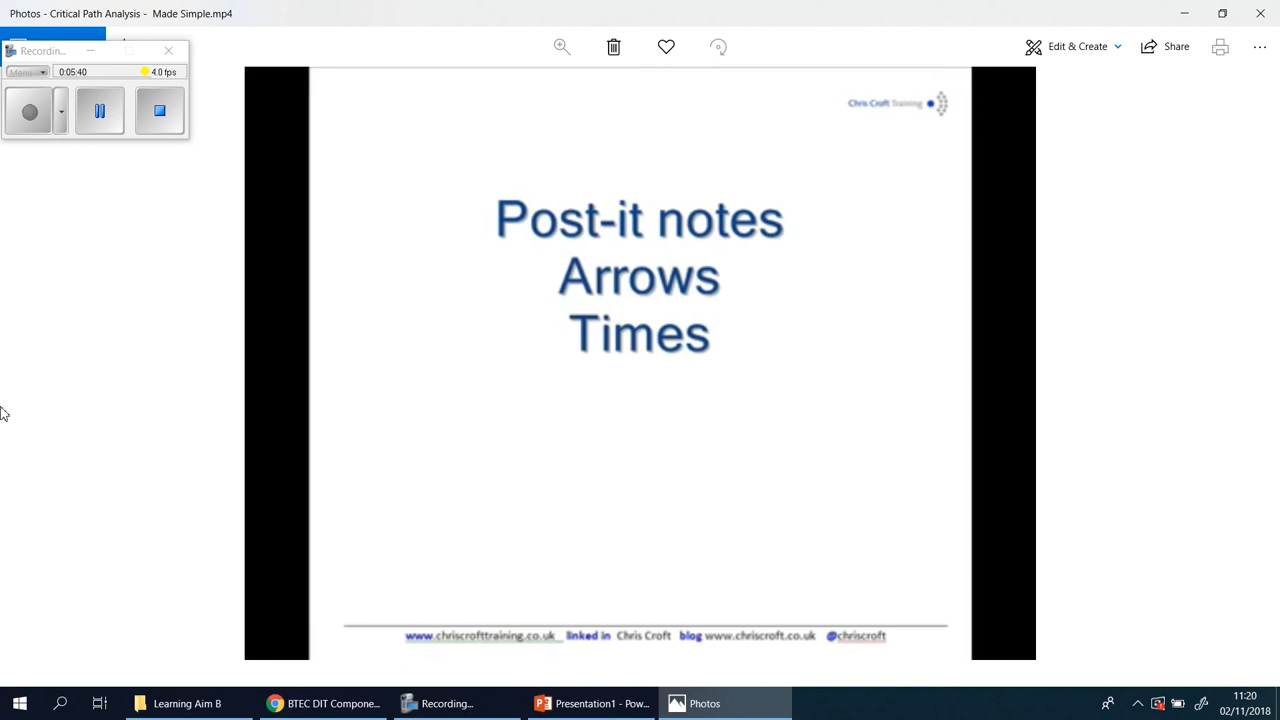 Photos - Critical Path Analysis - Made Simple.mp4
Recording...
Edit & Create
Share
Menu
0:05:40
4.0 fps
Chris Croft Training
Post-it notes
Arrows
Times
www.chriscrofttraining.co.uk linked in Chris Croft blog www.chriscroft.co.uk @chriscroft
Learning Aim B
BTEC DIT Compone...
Recording...
Presentation1 - Pow...
Photos
11:20
02/11/2018